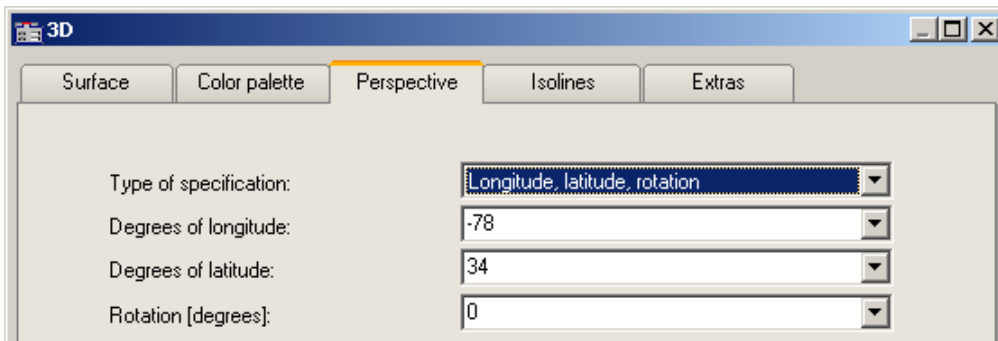 3D
Surface Color palette Perspective Isolines Extras
Type of specification: Longitude, latitude, rotation
Degrees of longitude: -78
Degrees of latitude: 34
Rotation [degrees]: 0